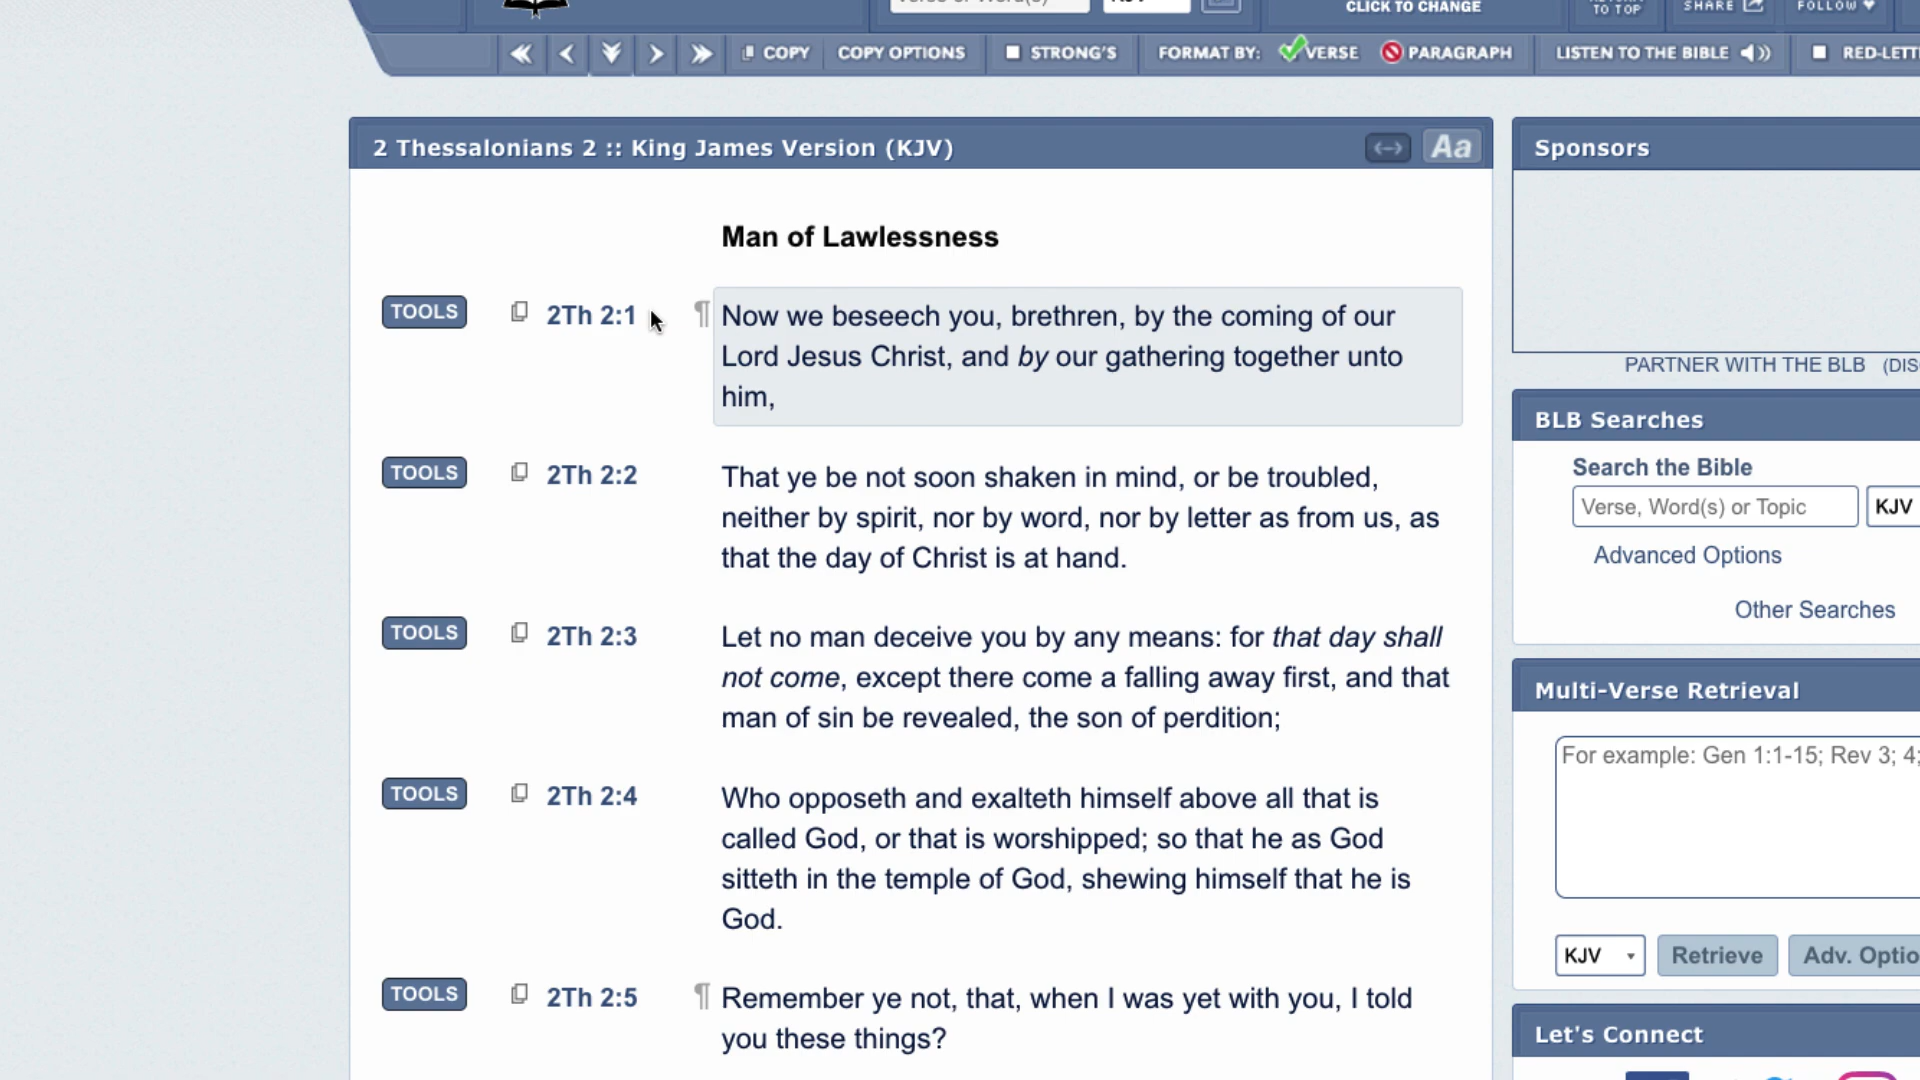 CLICK TO CHANGE
TO TOP
SHARE
FOLLOW
COPY
COPY OPTIONS
STRONG'S
FORMAT BY:
VERSE
PARAGRAPH
LISTEN TO THE BIBLE
RED-LETT
2 Thessalonians 2 :: King James Version (KJV)
Aa
Man of Lawlessness
TOOLS
2Th 2:1
¶ Now we beseech you, brethren, by the coming of our
Lord Jesus Christ, and by our gathering together unto
him,
TOOLS
2Th 2:2
That ye be not soon shaken in mind, or be troubled,
neither by spirit, nor by word, nor by letter as from us, as
that the day of Christ is at hand.
TOOLS
2Th 2:3
Let no man deceive you by any means: for that day shall
not come, except there come a falling away first, and that
man of sin be revealed, the son of perdition;
TOOLS
2Th 2:4
Who opposeth and exalteth himself above all that is
called God, or that is worshipped; so that he as God
sitteth in the temple of God, shewing himself that he is
God.
TOOLS
2Th 2:5
¶ Remember ye not, that, when I was yet with you, I told
you these things?
Sponsors
PARTNER WITH THE BLB (DIS
BLB Searches
Search the Bible
Verse, Word(s) or Topic
KJV
Advanced Options
Other Searches
Multi-Verse Retrieval
For example: Gen 1:1-15; Rev 3; 4;
KJV
Retrieve
Adv. Optio
Let's Connect